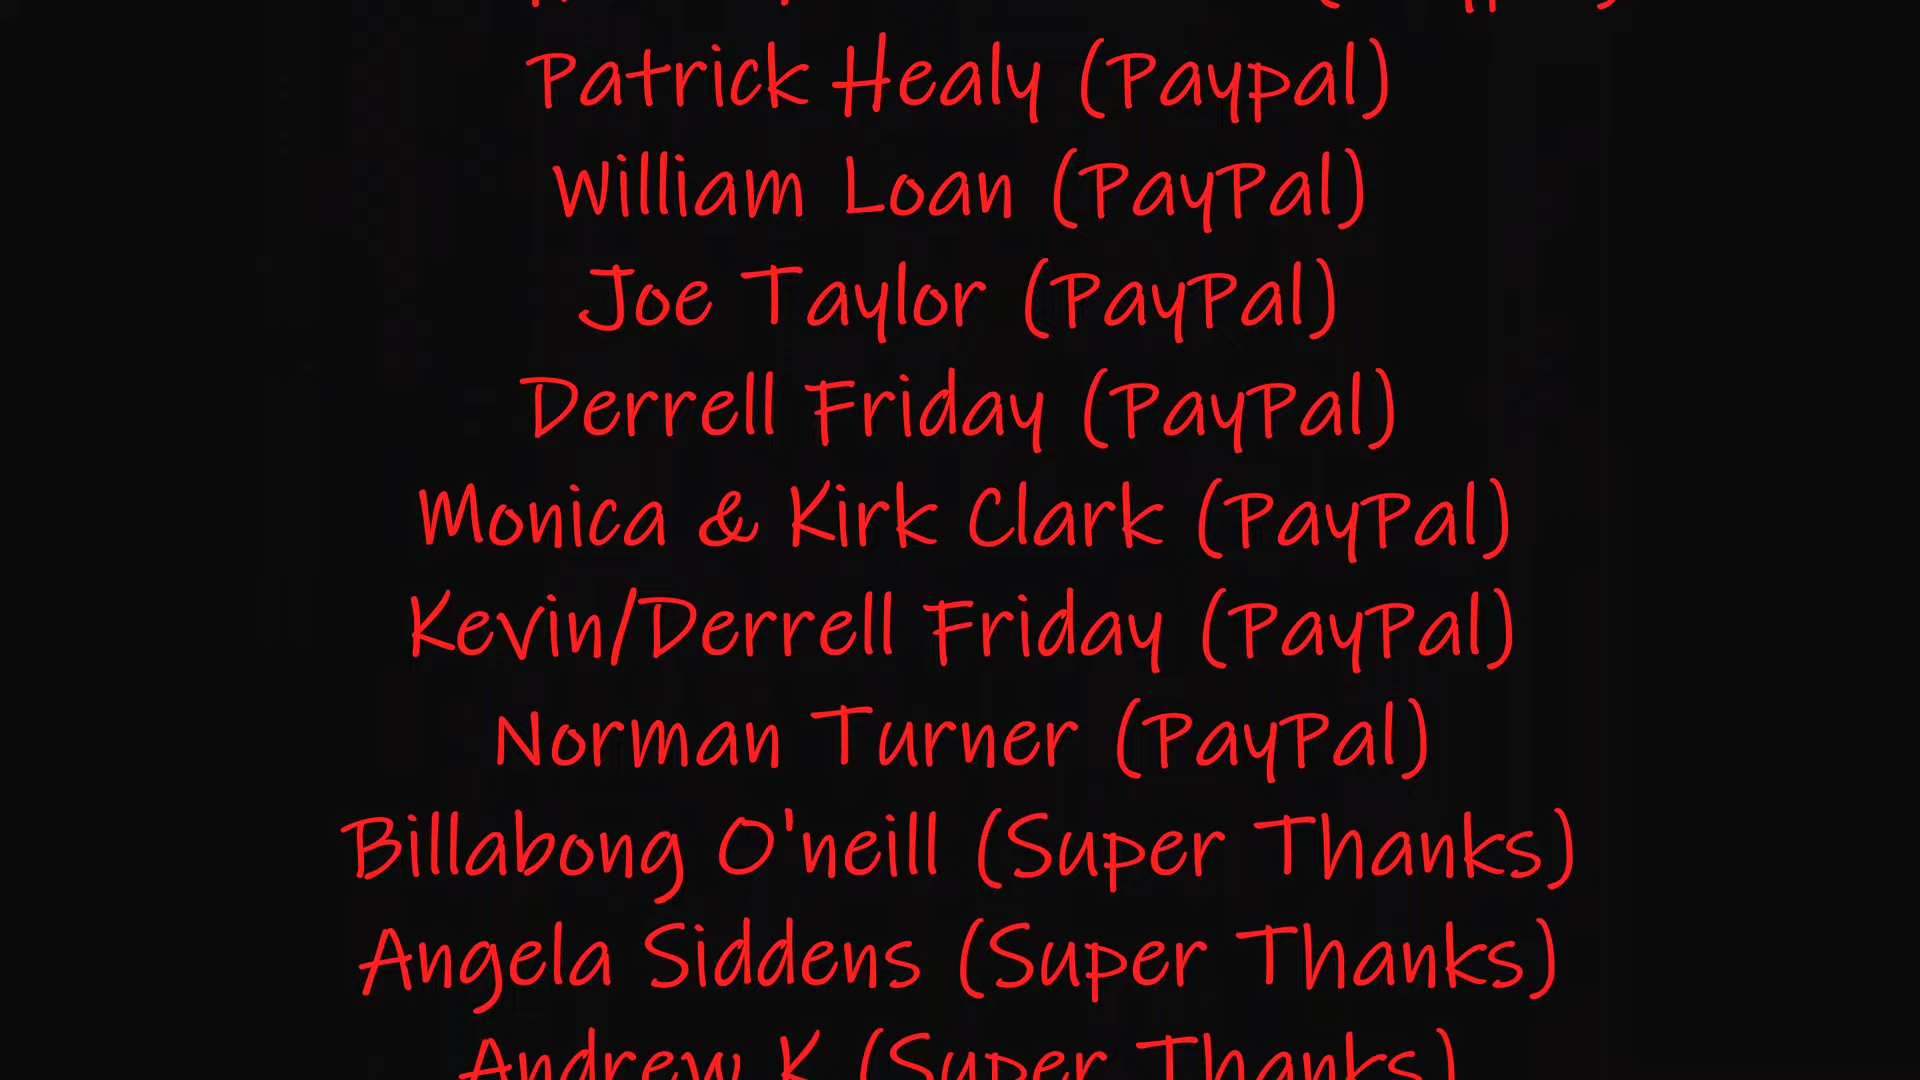 Patrick Healy (Paypal)
William Loan (PayPal)
Joe Taylor (PayPal)
Derrell Friday (PayPal)
Monica & Kirk Clark (PayPal)
Kevin/Derrell Friday (PayPal)
Norman Turner (PayPal)
Billabong O'neill (Super Thanks)
Angela Siddens (Super Thanks)
Andrew K (Super Thanks)